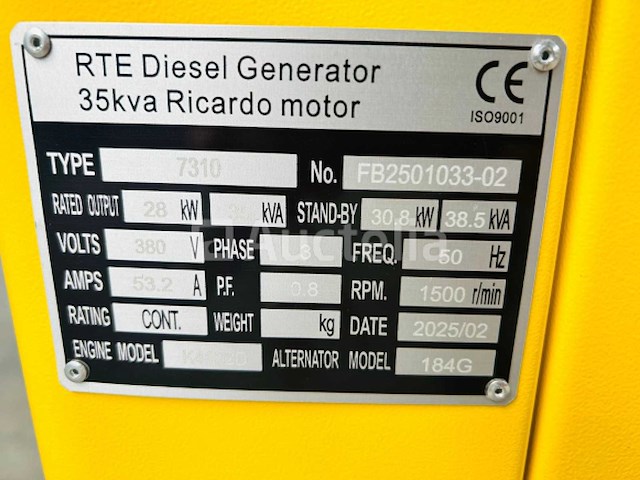 RTE Diesel Generator
35kva Ricardo motor
CE
ISO9001
TYPE 7310 No. FB2501033-02
RATED OUTPUT 28 kW kVA STAND-BY 30.8 kW 38.5 kVA
VOLTS 380 V PHASE 3 FREQ. 50 Hz
AMPS 53.2 A P.F. 0.8 RPM. 1500 r/min
RATING CONT. WEIGHT kg DATE 2025/02
ENGINE MODEL ALTERNATOR MODEL 184G
Auctelia